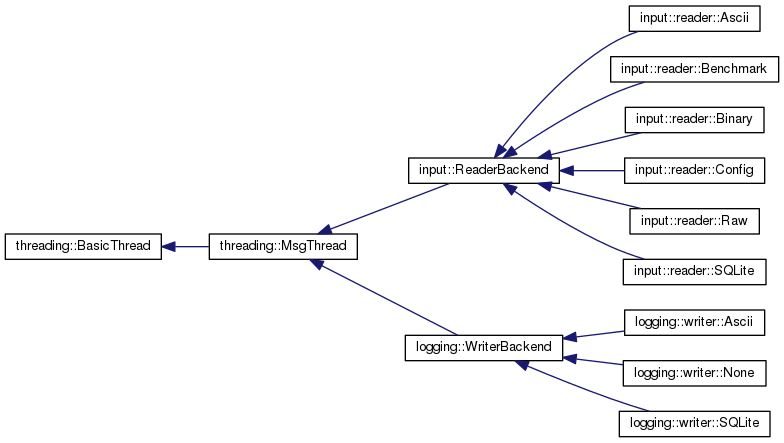 input::reader::Ascii
input::reader::Benchmark
input::reader::Binary
input::ReaderBackend
input::reader::Config
input::reader::Raw
threading::BasicThread
threading::MsgThread
input::reader::SQLite
logging::writer::Ascii
logging::WriterBackend
logging::writer::None
logging::writer::SQLite